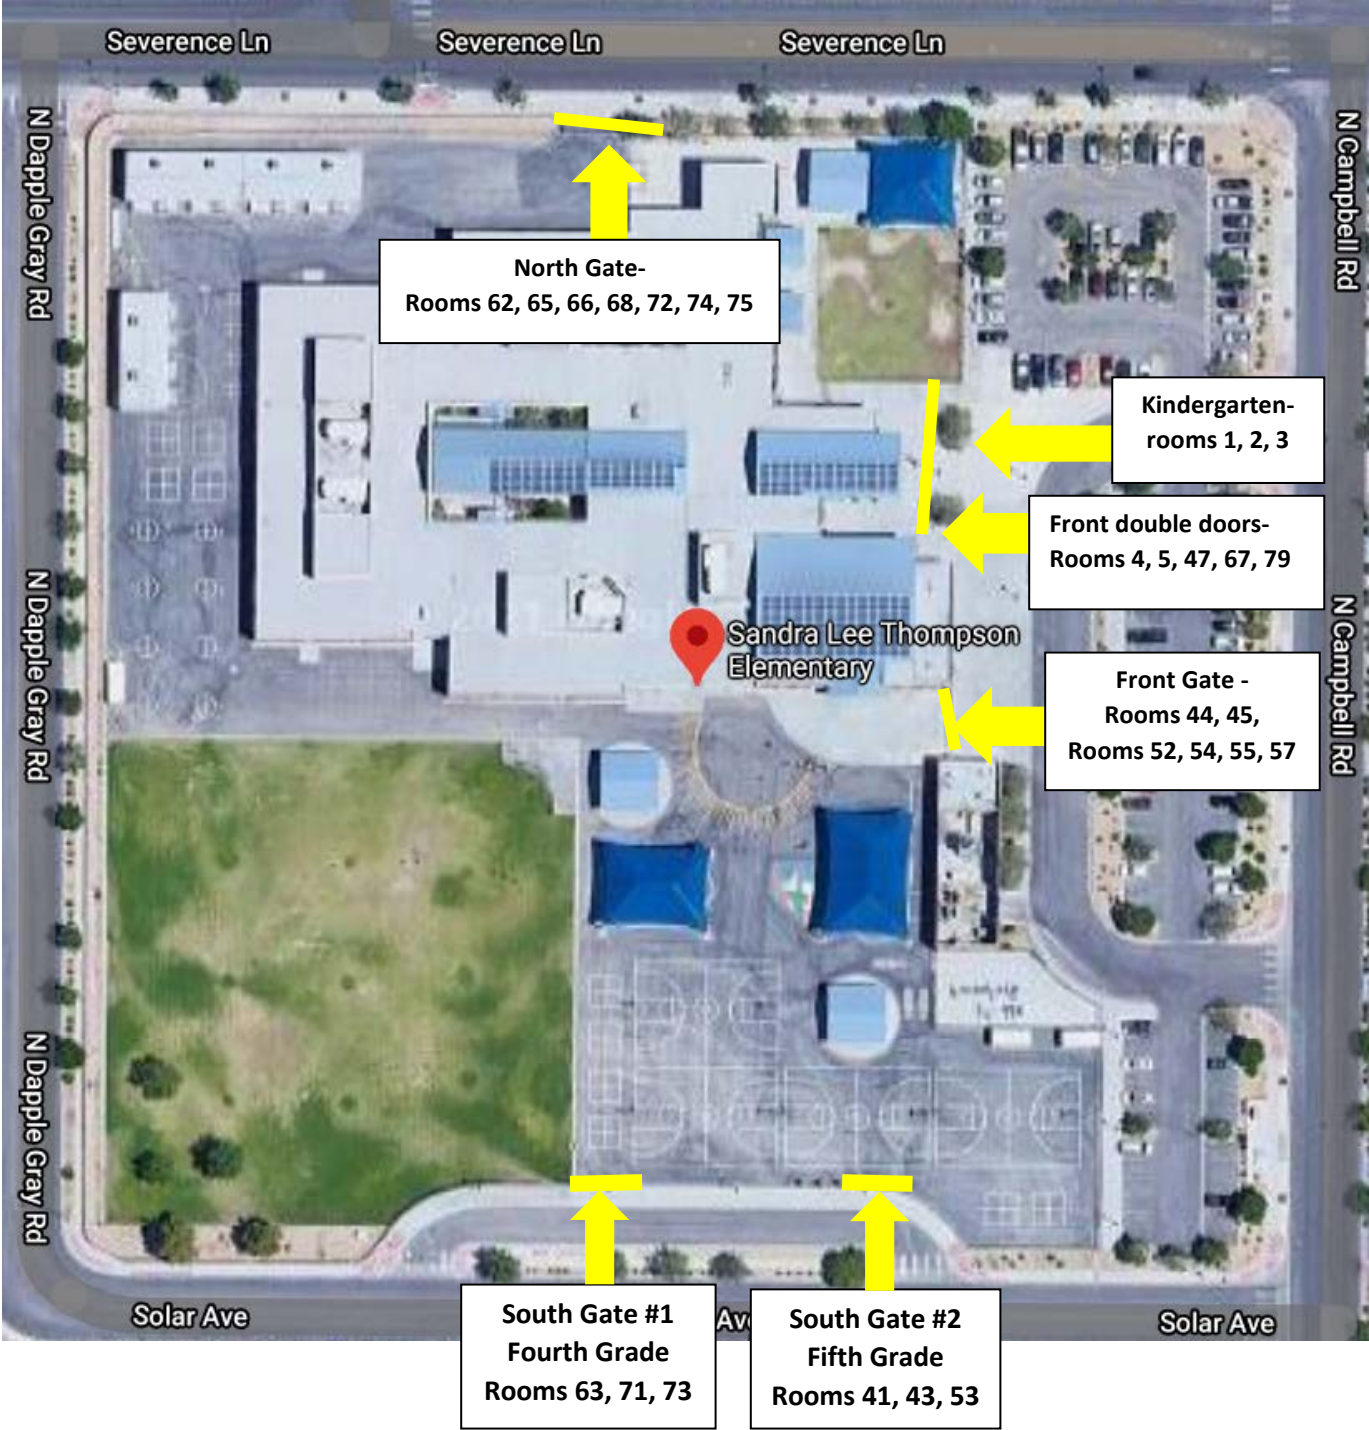 Severence Ln
Severence Ln
Severence Ln
N Dapple Gray Rd
N Campbell Rd
North Gate-
Rooms 62, 65, 66, 68, 72, 74, 75
Kindergarten-
rooms 1, 2, 3
Front double doors-
Rooms 4, 5, 47, 67, 79
N Dapple Gray Rd
N Campbell Rd
Sandra Lee Thompson
Elementary
Front Gate -
Rooms 44, 45,
Rooms 52, 54, 55, 57
N Dapple Gray Rd
Solar Ave
South Gate #1
Fourth Grade
Rooms 63, 71, 73
South Gate #2
Fifth Grade
Rooms 41, 43, 53
Solar Ave